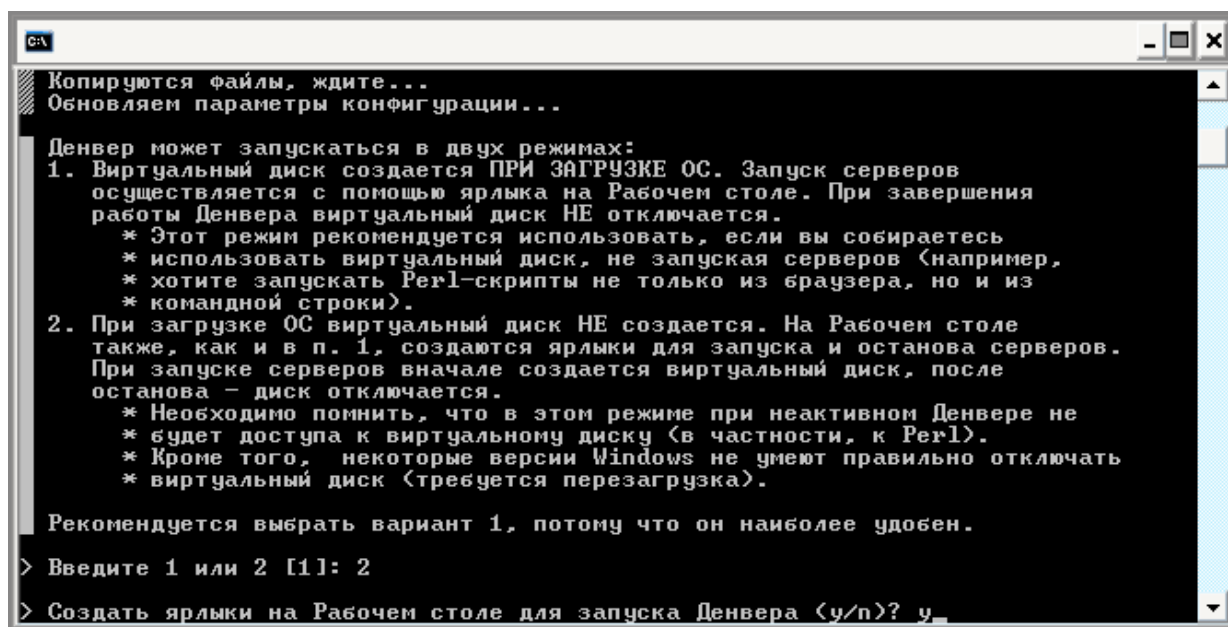 C:\
Копируются файлы, ждите...
Обновляем параметры конфигурации...
Денвер может запускаться в двух режимах:
1. Виртуальный диск создается ПРИ ЗАГРУЗКЕ ОС. Запуск серверов
осуществляется с помощью ярлыка на Рабочем столе. При завершения
работы Денвера виртуальный диск НЕ отключается.
* Этот режим рекомендуется использовать, если вы собираетесь
* использовать виртуальный диск, не запуская серверов (например,
* хотите запускать Perl-скрипты не только из браузера, но и из
* командной строки).
2. При загрузке ОС виртуальный диск НЕ создается. На Рабочем столе
также, как и в п. 1, создаются ярлыки для запуска и останова серверов.
При запуске серверов вначале создается виртуальный диск, после
останова - диск отключается.
* Необходимо помнить, что в этом режиме при неактивном Денвере не
* будет доступа к виртуальному диску (в частности, к Perl).
* Кроме того,  некоторые версии Windows не умеют правильно отключать
* виртуальный диск (требуется перезагрузка).
Рекомендуется выбрать вариант 1, потому что он наиболее удобен.
> Введите 1 или 2 [1]: 2
> Создать ярлыки на Рабочем столе для запуска Денвера (y/n)? y_